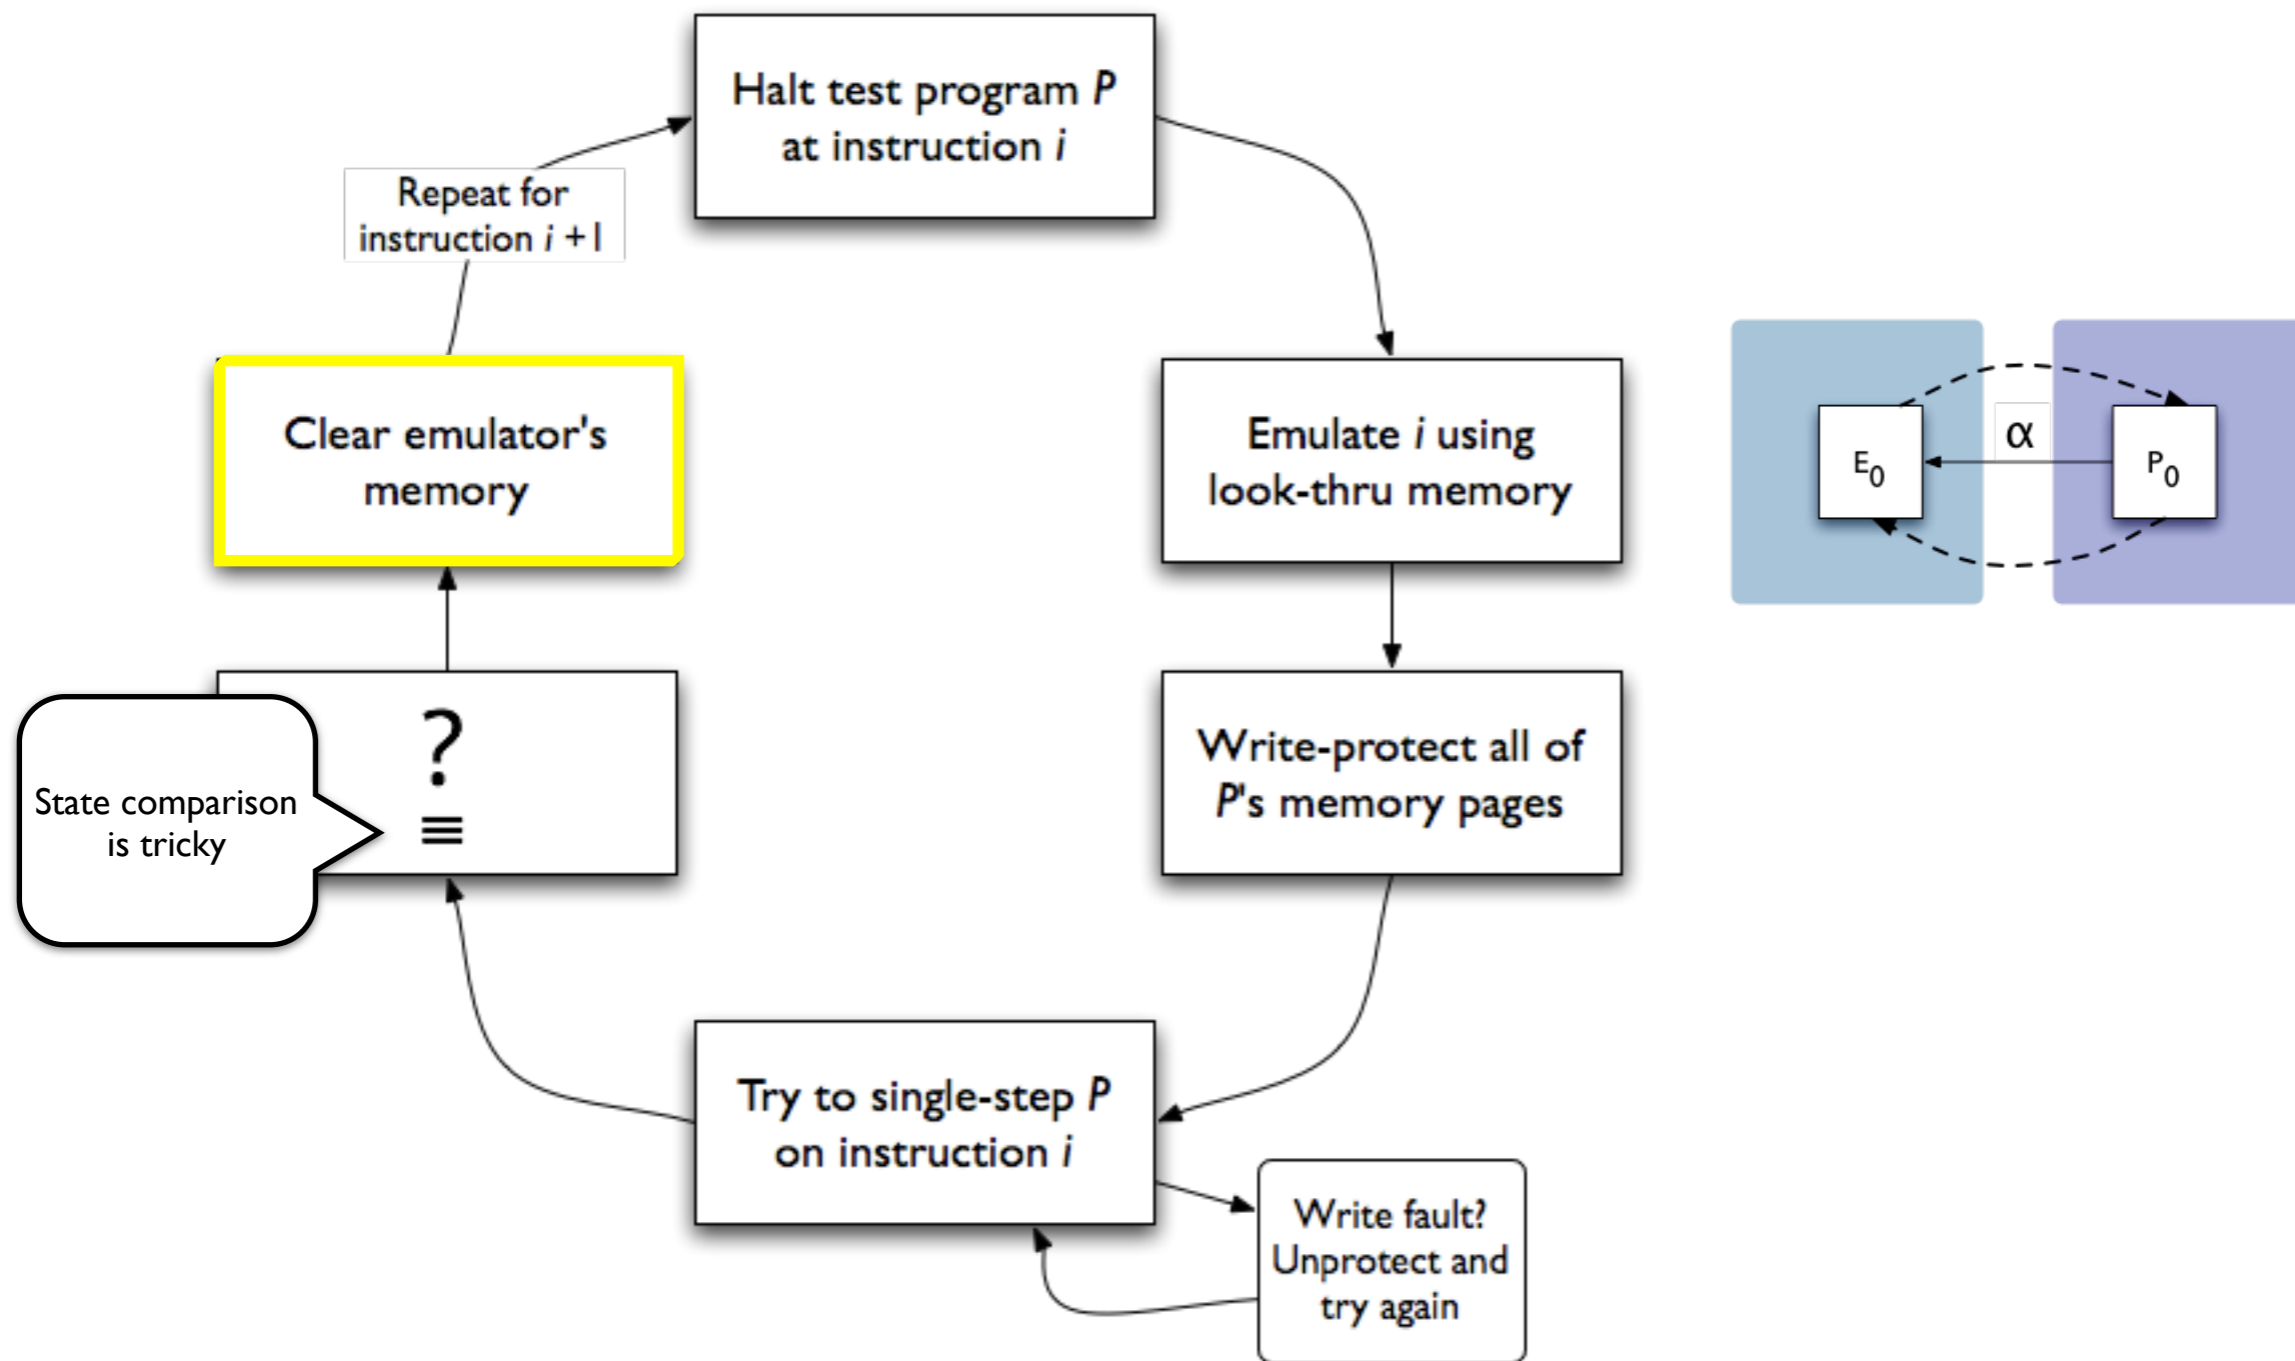 Halt test program P
at instruction i
Repeat for
instruction i +1
Clear emulator's
memory
Emulate i using
look-thru memory
α
E0
P0
?
≡
State comparison
is tricky
Write-protect all of
P's memory pages
Try to single-step P
on instruction i
Write fault?
Unprotect and
try again